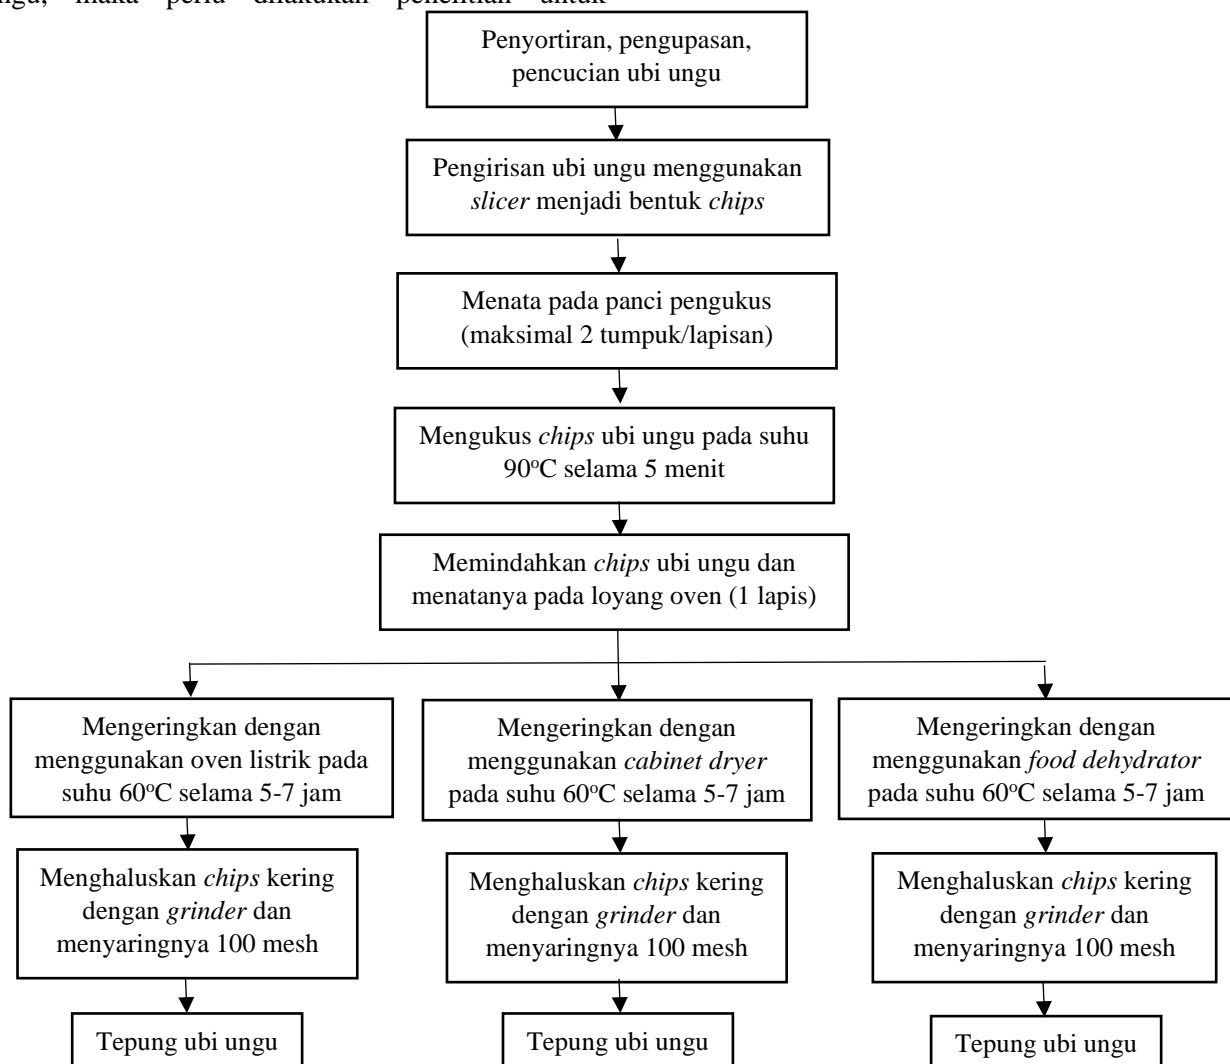 maka perlu dilakukan penelitian untuk
Penyortiran, pengupasan,
pencucian ubi ungu
Pengirisan ubi ungu menggunakan
slicer menjadi bentuk chips
Menata pada panci pengukus
(maksimal 2 tumpuk/lapisan)
Mengukus chips ubi ungu pada suhu
90°C selama 5 menit
Memindahkan chips ubi ungu dan
menatanya pada loyang oven (1 lapis)
Mengeringkan dengan
menggunakan oven listrik pada
suhu 60°C selama 5-7 jam
Mengeringkan dengan
menggunakan cabinet dryer
pada suhu 60°C selama 5-7 jam
Mengeringkan dengan
menggunakan food dehydrator
pada suhu 60°C selama 5-7 jam
Menghaluskan chips kering
dengan grinder dan
menyaringnya 100 mesh
Menghaluskan chips kering
dengan grinder dan
menyaringnya 100 mesh
Menghaluskan chips kering
dengan grinder dan
menyaringnya 100 mesh
Tepung ubi ungu
Tepung ubi ungu
Tepung ubi ungu